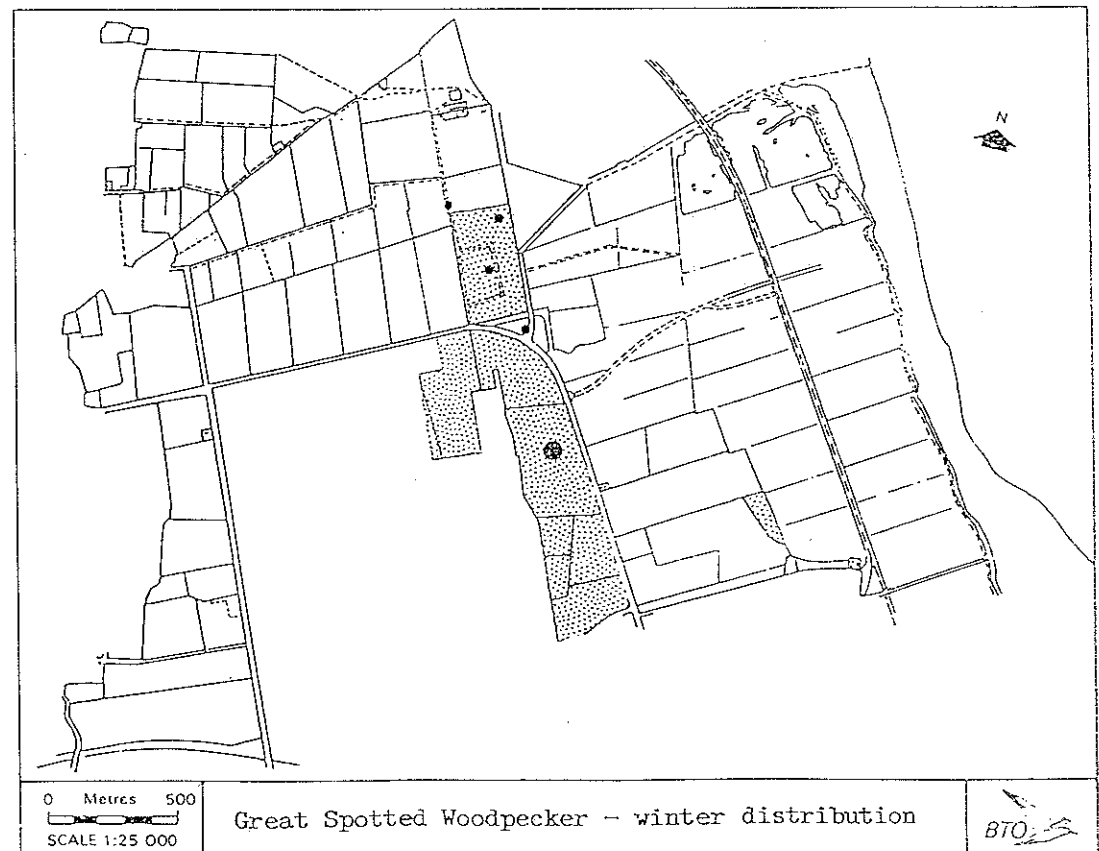 N
0 Metres 500
SCALE 1:25 000
Great Spotted Woodpecker – winter distribution
BTO